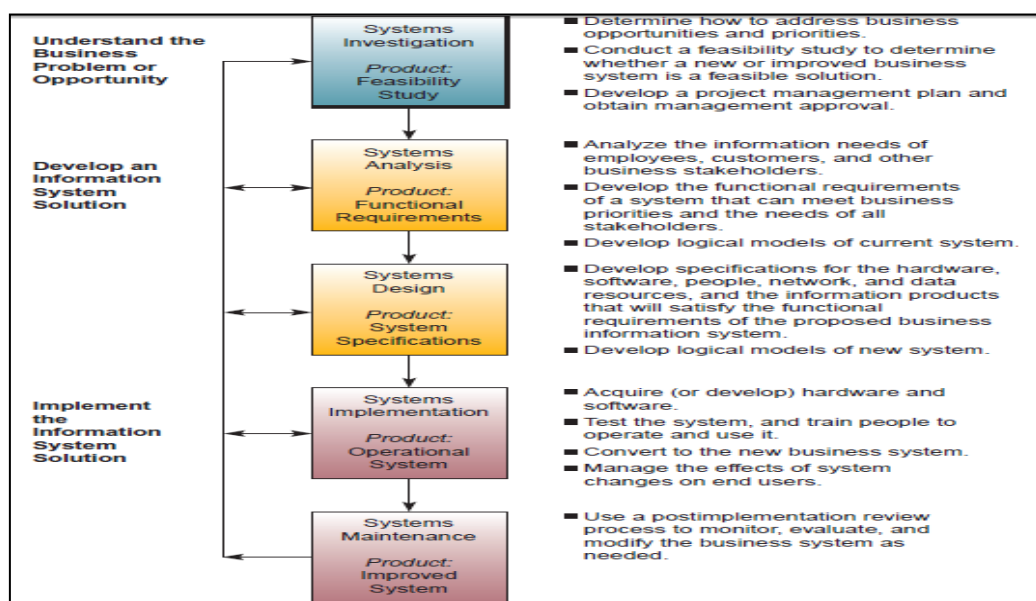 Understand the
Business
Problem or
Opportunity
Systems
Investigation
Product:
Feasibility
Study
■ Determine how to address business
opportunities and priorities.
■ Conduct a feasibility study to determine
whether a new or improved business
system is a feasible solution.
■ Develop a project management plan and
obtain management approval.
Develop an
Information
System
Solution
Systems
Analysis
Product:
Functional
Requirements
■ Analyze the information needs of
employees, customers, and other
business stakeholders.
■ Develop the functional requirements
of a system that can meet business
priorities and the needs of all
stakeholders.
■ Develop logical models of current system.
Systems
Design
Product:
System
Specifications
■ Develop specifications for the hardware,
software, people, network, and data
resources, and the information products
that will satisfy the functional
requirements of the proposed business
information system.
■ Develop logical models of new system.
Implement
the
Information
System
Solution
Systems
Implementation
Product:
Operational
System
■ Acquire (or develop) hardware and
software.
■ Test the system, and train people to
operate and use it.
■ Convert to the new business system.
■ Manage the effects of system
changes on end users.
Systems
Maintenance
Product:
Improved
System
■ Use a postimplementation review
process to monitor, evaluate, and
modify the business system as
needed.